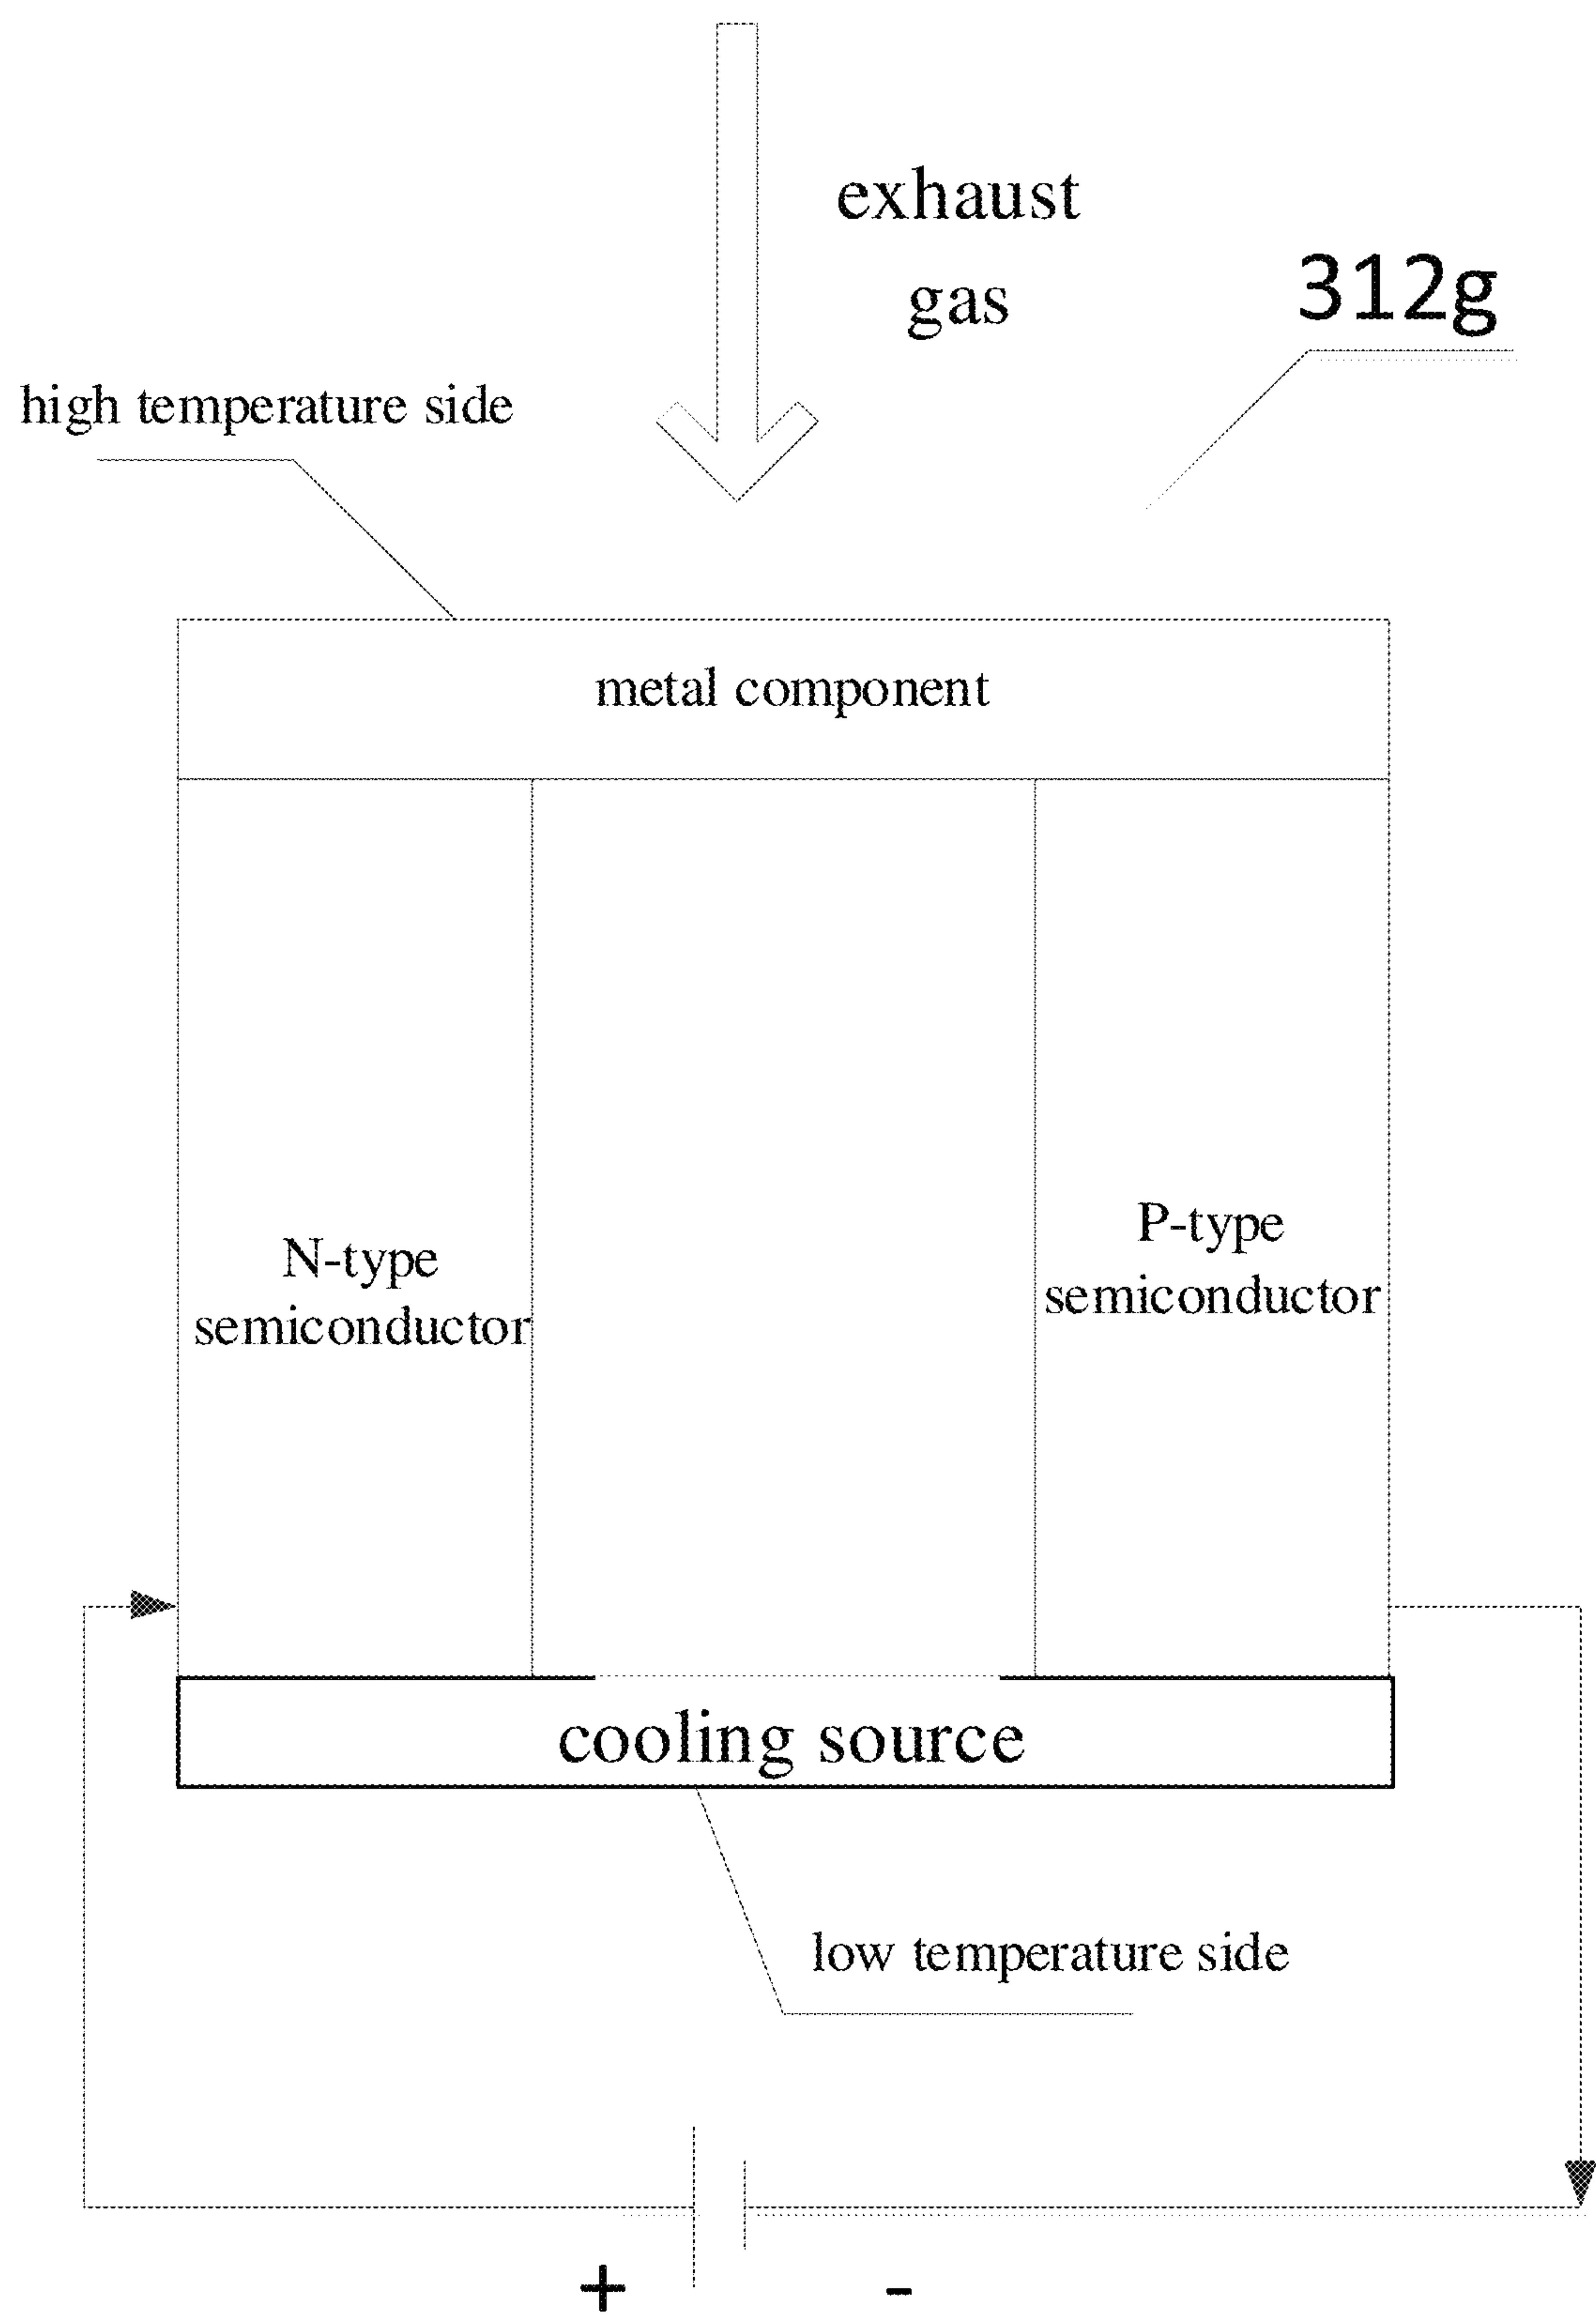 exhaust
gas
312g
high temperature side
metal component
N-type
semiconductor
P-type
semiconductor
cooling source
low temperature side
+ -